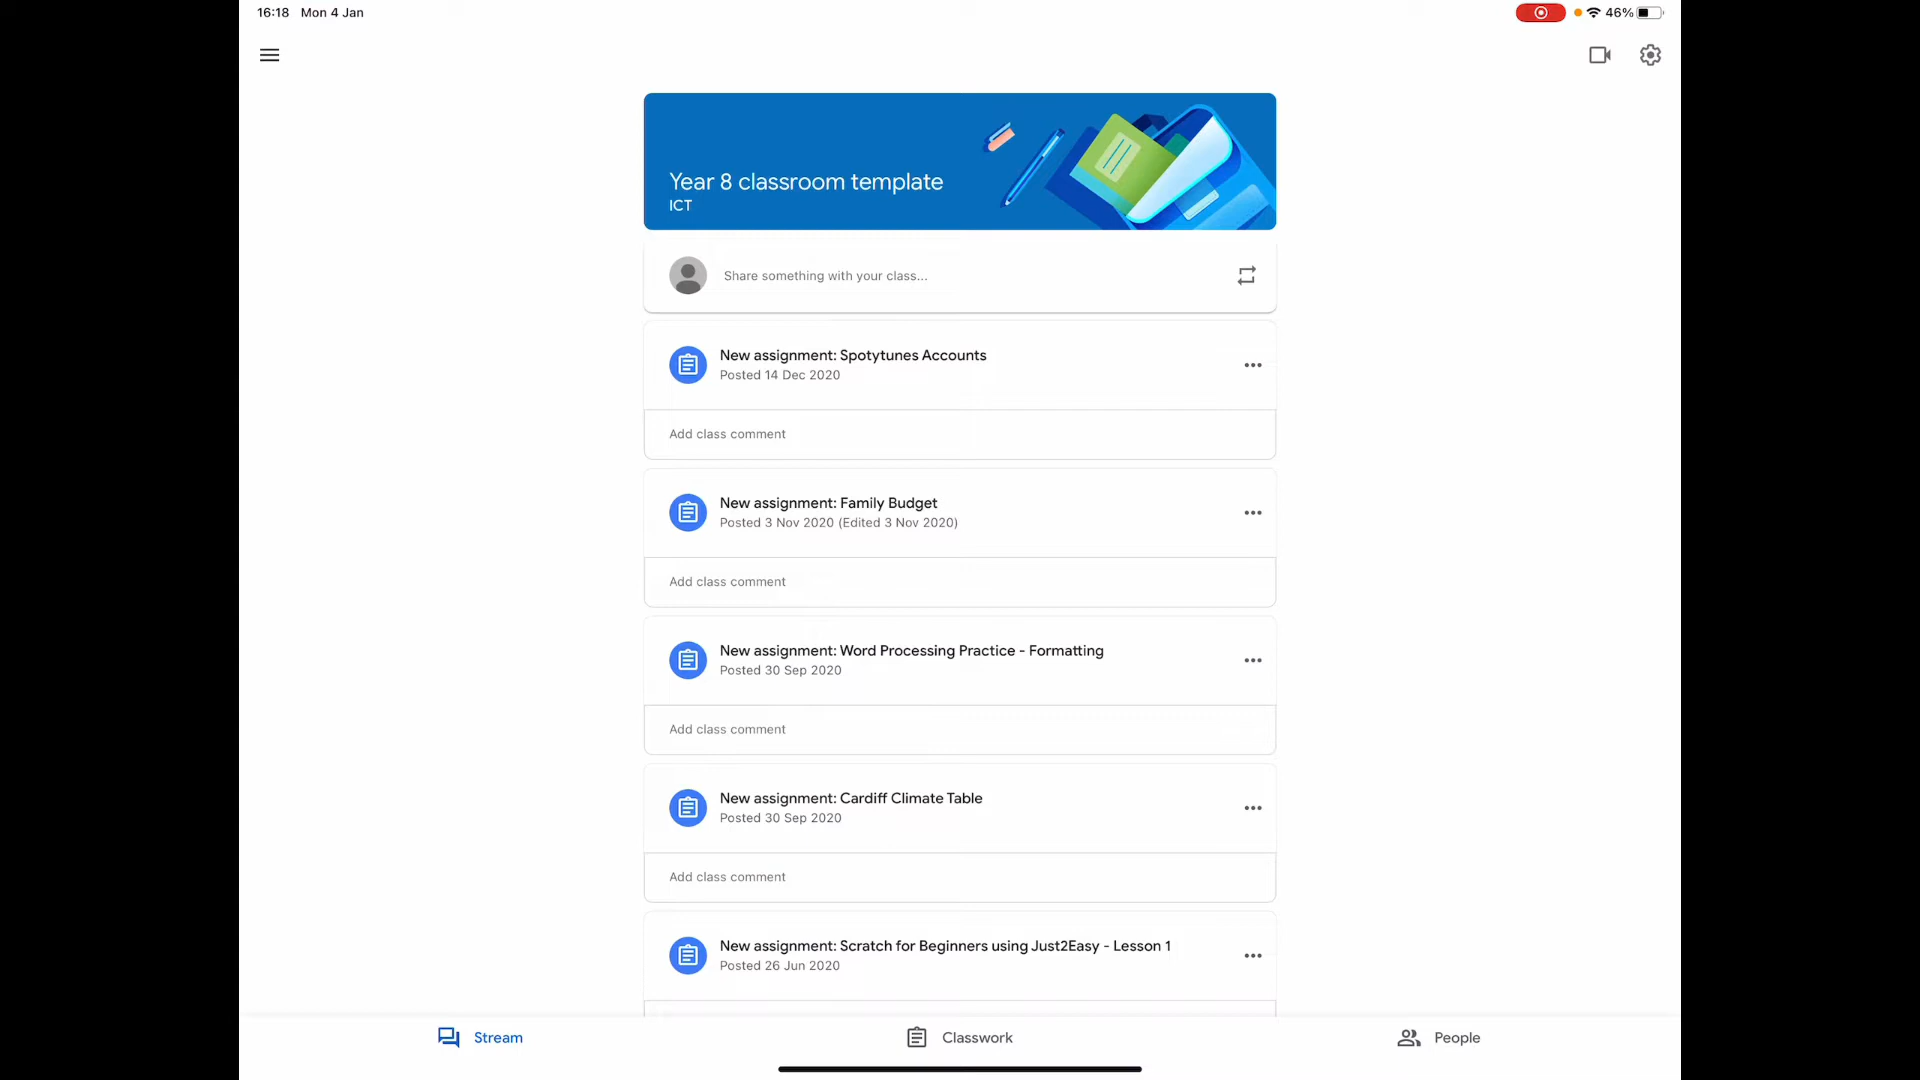 16:18 Mon 4 Jan
46%
Year 8 classroom template
ICT
Share something with your class...
New assignment: Spotytunes Accounts
Posted 14 Dec 2020
Add class comment
New assignment: Family Budget
Posted 3 Nov 2020 (Edited 3 Nov 2020)
Add class comment
New assignment: Word Processing Practice - Formatting
Posted 30 Sep 2020
Add class comment
New assignment: Cardiff Climate Table
Posted 30 Sep 2020
Add class comment
New assignment: Scratch for Beginners using Just2Easy - Lesson 1
Posted 26 Jun 2020
Stream
Classwork
People